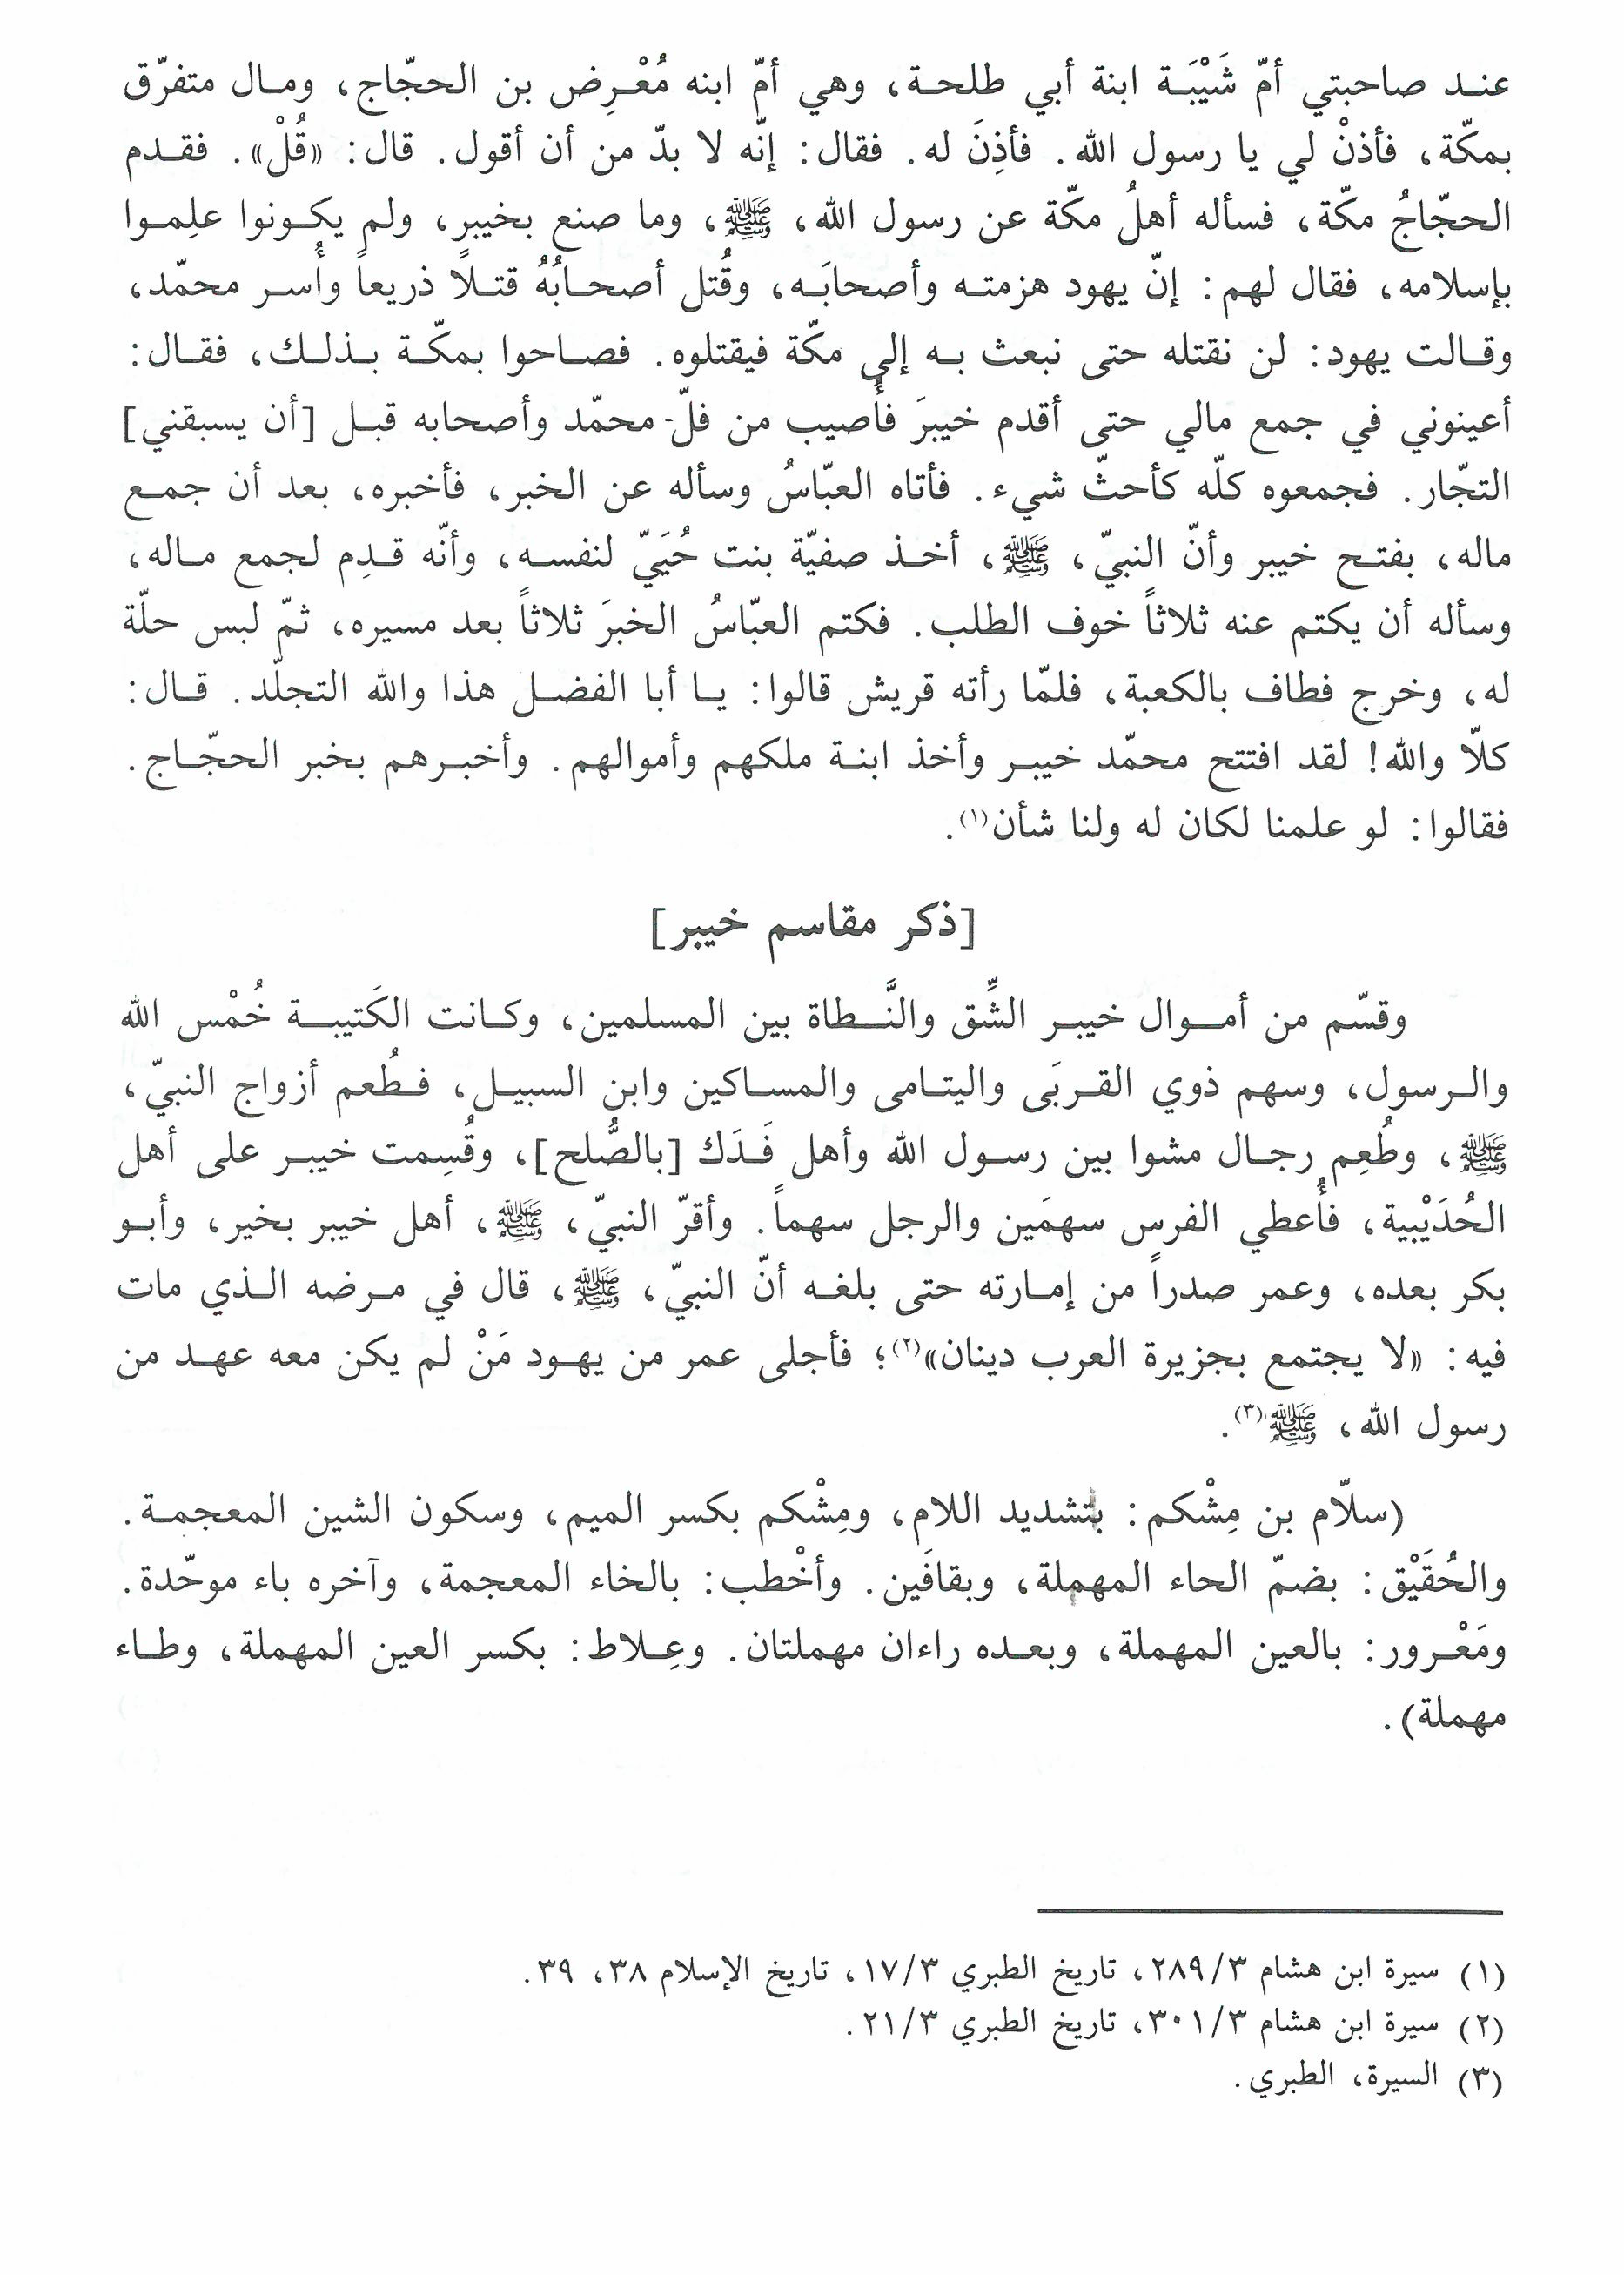 عند صاحبتي أمّ شَيْبَة ابنة أبي طلحة، وهي أمّ ابنه مُعْرِض بن الحجّاج، ومال متفرّق
بمكّة، فأذنْ لي يا رسول الله. فأذِنَ له. فقال: إنّه لا بدّ من أن أقول. قال: «قُلْ». فقدم
الحجّاجُ مكّة، فسأله أهلُ مكّة عن رسول الله، ﷺ، وما صنع بخيبر، ولم يكونوا علِموا
بإسلامه، فقال لهم: إنّ يهود هزمته وأصحابَه، وقُتل أصحابُهُ قتلاً ذريعاً وأُسر محمّد،
وقالت يهود: لن نقتله حتى نبعث به إلى مكّة فيقتلوه. فصاحوا بمكّة بذلك، فقال:
أعينوني في جمع مالي حتى أقدم خيبرَ فأُصيب من فلّ محمّد وأصحابه قبل [أن يسبقني]
التجّار. فجمعوه كلّه كأحثّ شيء. فأتاه العبّاسُ وسأله عن الخبر، فأخبره، بعد أن جمع
ماله، بفتح خيبر وأنّ النبيّ، ﷺ، أخذ صفيّة بنت حُيَيّ لنفسه، وأنّه قدِم لجمع ماله،
وسأله أن يكتم عنه ثلاثاً خوف الطلب. فكتم العبّاسُ الخبرَ ثلاثاً بعد مسيره، ثمّ لبس حلّة
له، وخرج فطاف بالكعبة، فلمّا رأته قريش قالوا: يا أبا الفضل هذا والله التجلّد. قال:
كلّا والله! لقد افتتح محمّد خيبر وأخذ ابنة ملكهم وأموالهم. وأخبرهم بخبر الحجّاج.
فقالوا: لو علمنا لكان له ولنا شأن(١).
[ذكر مقاسم خيبر]
وقسّم من أموال خيبر الشِّق والنَّطاة بين المسلمين، وكانت الكَتيبة خُمْس الله
والرسول، وسهم ذوي القربَى واليتامى والمساكين وابن السبيل، فطُعم أزواج النبيّ،
ﷺ، وطُعِم رجال مشوا بين رسول الله وأهل فَدَك [بالصُّلح]، وقُسِمت خيبر على أهل
الحُدَيْبية، فأُعطي الفرس سهمَين والرجل سهماً. وأقرّ النبيّ، ﷺ، أهل خيبر بخير، وأبو
بكر بعده، وعمر صدراً من إمارته حتى بلغه أنّ النبيّ، ﷺ، قال في مرضه الذي مات
فيه: «لا يجتمع بجزيرة العرب دينان»(٢)؛ فأجلى عمر من يهود مَنْ لم يكن معه عهد من
رسول الله، ﷺ(٣).
(سلّام بن مِشْكم: بتشديد اللام، ومِشْكم بكسر الميم، وسكون الشين المعجمة.
والحُقَيْق: بضمّ الحاء المهملة، وبقافَين. وأخْطب: بالخاء المعجمة، وآخره باء موحّدة.
ومَعْرور: بالعين المهملة، وبعده راءان مهملتان. وعِلاط: بكسر العين المهملة، وطاء
مهملة).
(١) سيرة ابن هشام ٢٨٩/٣، تاريخ الطبري ١٧/٣، تاريخ الإسلام ٣٨، ٣٩.
(٢) سيرة ابن هشام ٣٠١/٣، تاريخ الطبري ٢١/٣.
(٣) السيرة، الطبري.